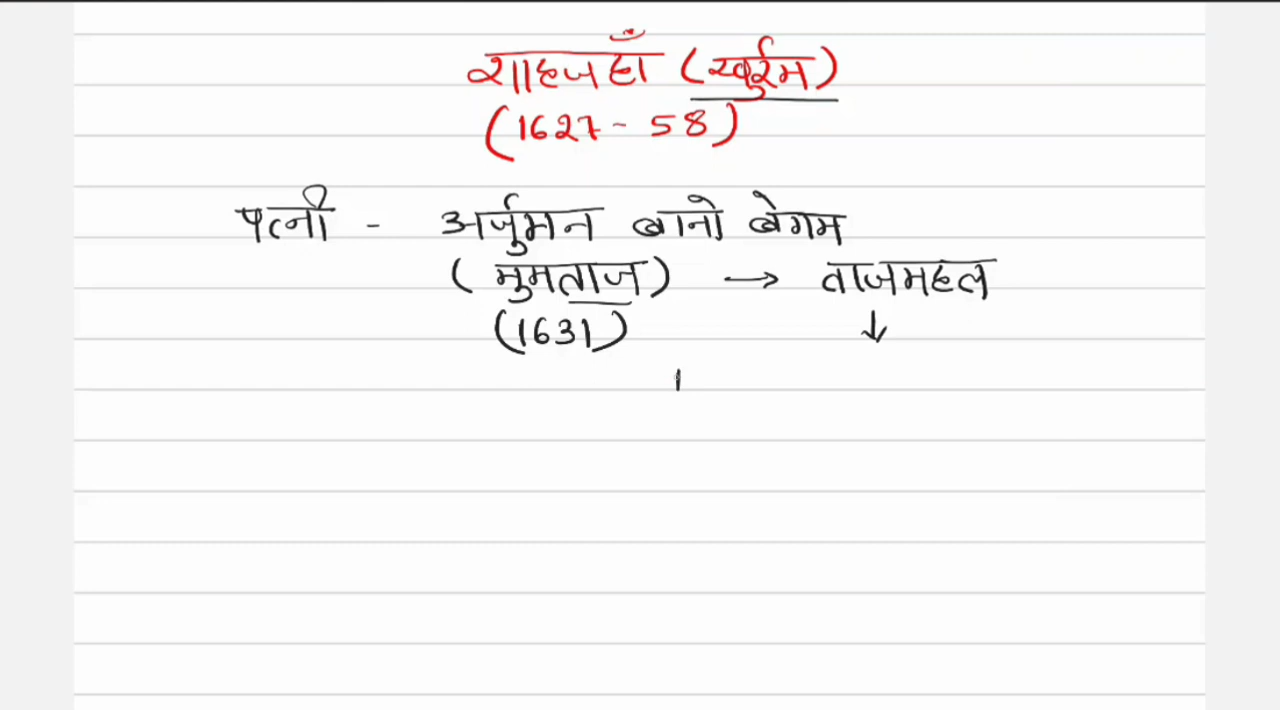 शाहजहाँ (खुर्रम)
(1627 - 58)
पत्नी - अर्जुमन बानो बेगम
(मुमताज) → ताजमहल
(1631) ↓
।